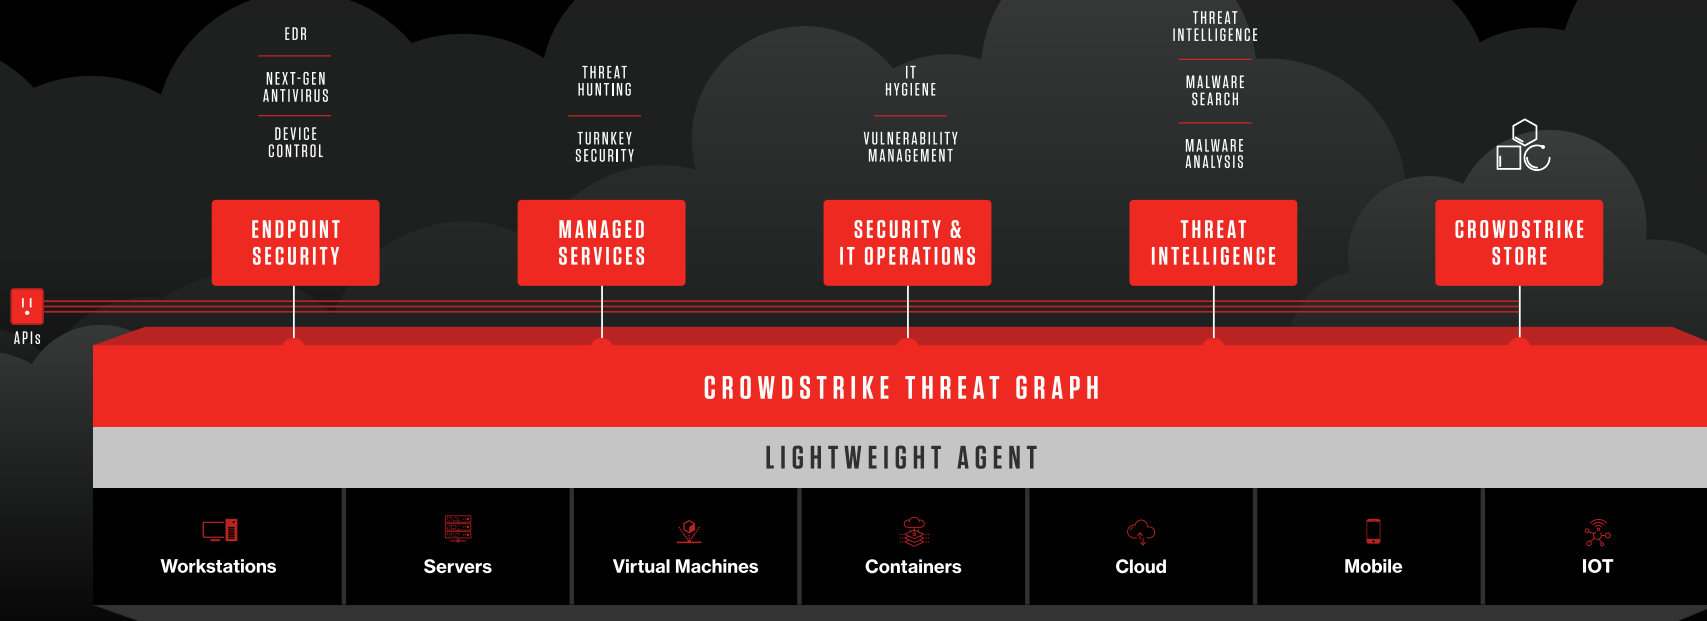 EDR
NEXT-GEN
ANTIVIRUS
DEVICE
CONTROL
THREAT
HUNTING
TURNKEY
SECURITY
IT
HYGIENE
VULNERABILITY
MANAGEMENT
THREAT
INTELLIGENCE
MALWARE
SEARCH
MALWARE
ANALYSIS
ENDPOINT
SECURITY
MANAGED
SERVICES
SECURITY &
IT OPERATIONS
THREAT
INTELLIGENCE
CROWDSTRIKE
STORE
APIs
CROWDSTRIKE THREAT GRAPH
LIGHTWEIGHT AGENT
Workstations
Servers
Virtual Machines
Containers
Cloud
Mobile
IOT